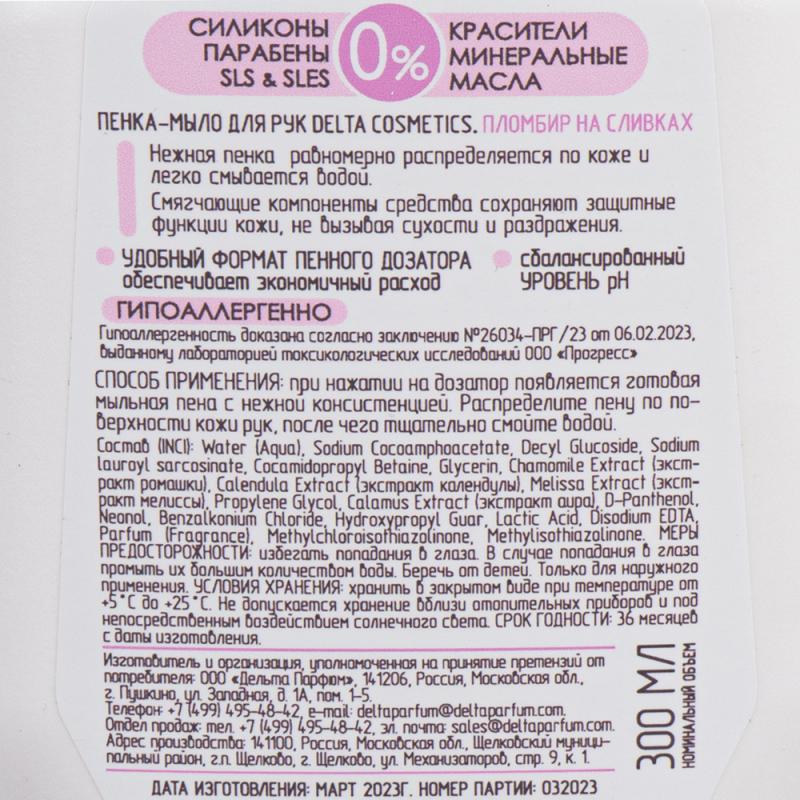 СИЛИКОНЫ
ПАРАБЕНЫ
SLS & SLES
0%
КРАСИТЕЛИ
МИНЕРАЛЬНЫЕ
МАСЛА
ПЕНКА-МЫЛО ДЛЯ РУК DELTA COSMETICS. ПЛОМБИР НА СЛИВКАХ
Нежная пенка равномерно распределяется по коже и
легко смывается водой.
Смягчающие компоненты средства сохраняют защитные
функции кожи, не вызывая сухости и раздражения.
УДОБНЫЙ ФОРМАТ ПЕННОГО ДОЗАТОРА
обеспечивает экономичный расход
сбалансированный
УРОВЕНЬ pH
ГИПОАЛЛЕРГЕННО
Гипоаллергенность доказана согласно заключению №26034-ПРГ/23 от 06.02.2023,
выданному лабораторией токсикологических исследований ООО «Прогресс»
СПОСОБ ПРИМЕНЕНИЯ: при нажатии на дозатор появляется готовая
мыльная пена с нежной консистенцией. Распределите пену по по-
верхности кожи рук, после чего тщательно смойте водой.
Состав (INCI): Water (Aqua), Sodium Cocoamphoacetate, Decyl Glucoside, Sodium
lauroyl sarcosinate, Cocamidopropyl Betaine, Glycerin, Chamomile Extract (экст-
ракт ромашки), Calendula Extract (экстракт календулы), Melissa Extract (экст-
ракт мелиссы), Propylene Glycol, Calamus Extract (экстракт аира), D-Panthenol,
Neonol, Benzalkonium Chloride, Hydroxypropyl Guar, Lactic Acid, Disodium EDTA,
Parfum (Fragrance), Methylchloroisothiazolinone, Methylisothiazolinone. МЕРЫ
ПРЕДОСТОРОЖНОСТИ: избегать попадания в глаза. В случае попадания в глаза
промыть их большим количеством воды. Беречь от детей. Только для наружного
применения. УСЛОВИЯ ХРАНЕНИЯ: хранить в закрытом виде при температуре от
+5˚С до +25˚С. Не допускается хранение вблизи отопительных приборов и под
непосредственным воздействием солнечного света. СРОК ГОДНОСТИ: 36 месяцев
с даты изготовления.
Изготовитель и организация, уполномоченная на принятие претензий от
потребителя: ООО «Дельта Парфюм», 141206, Россия, Московская обл.,
г. Пушкино, ул. Западная, д. 1А, пом. 1-5.
Телефон: +7 (499) 495-48-42, e-mail: deltaparfum@deltaparfum.com.
Отдел продаж: тел. +7 (499) 495-48-42, эл. почта: sales@deltaparfum.com.
Адрес производства: 141100, Россия, Московская обл., Щелковский муници-
пальный район, г.п. Щелково, г. Щелково, ул. Механизаторов, стр. 9, к. 1.
300 МЛ
НОМИНАЛЬНЫЙ ОБЪЕМ
ДАТА ИЗГОТОВЛЕНИЯ: МАРТ 2023Г. НОМЕР ПАРТИИ: 032023